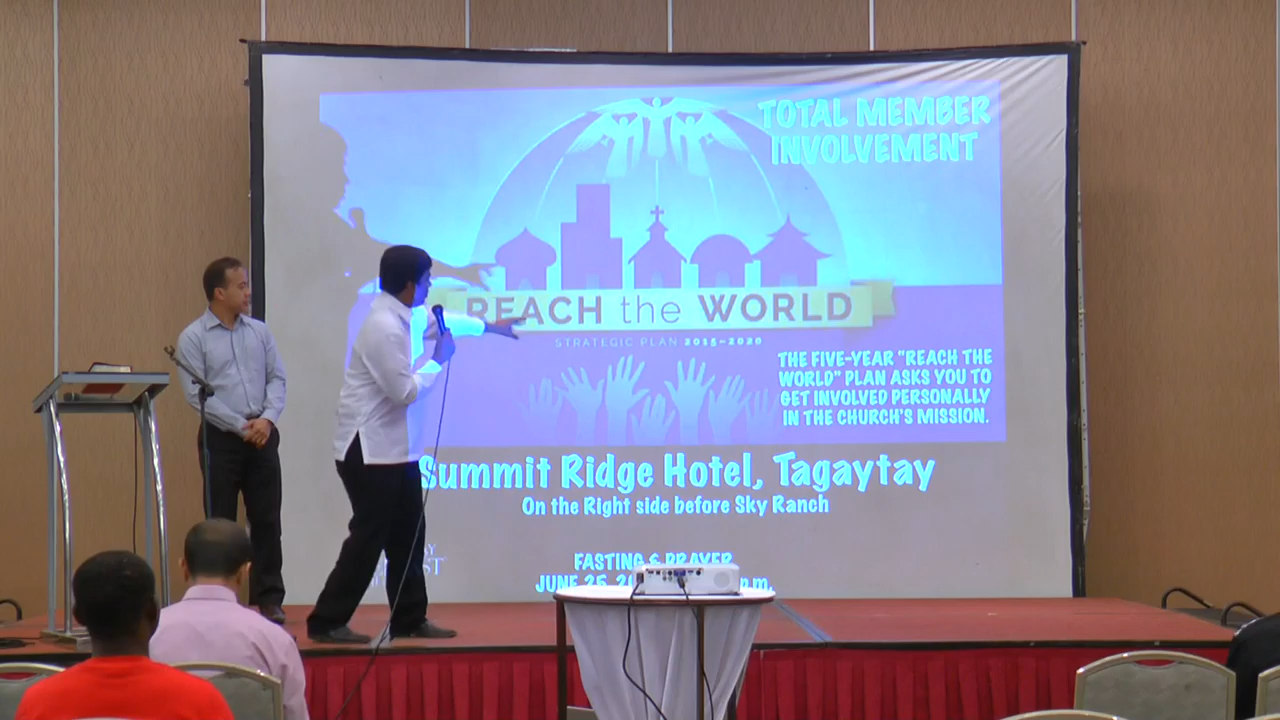 TOTAL MEMBER
INVOLVEMENT
REACH the WORLD
STRATEGIC PLAN 2015–2020
THE FIVE-YEAR "REACH THE
WORLD" PLAN ASKS YOU TO
GET INVOLVED PERSONALLY
IN THE CHURCH'S MISSION.
Summit Ridge Hotel, Tagaytay
On the Right side before Sky Ranch
FASTING & PRAYER
JUNE 25,